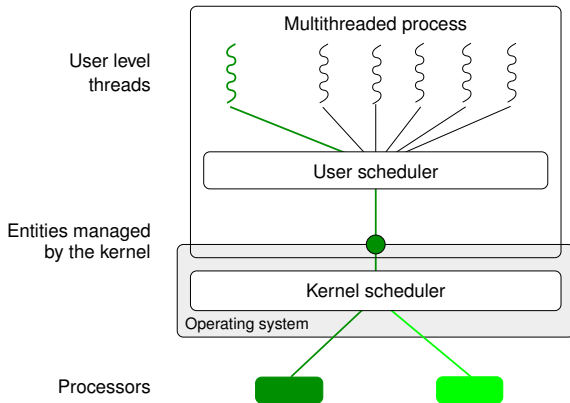 Multithreaded process
User level
threads
User scheduler
Entities managed
by the kernel
Kernel scheduler
Operating system
Processors